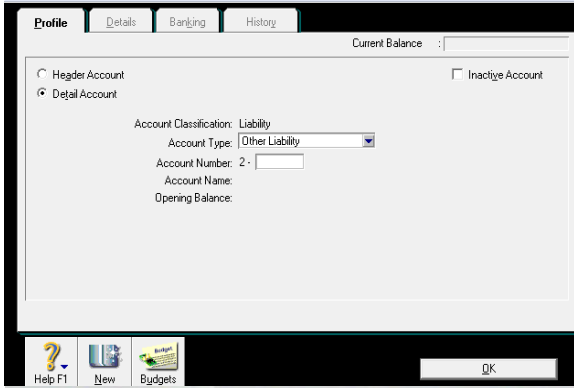 Profile Details Banking History
Current Balance :
Header Account Inactive Account
Detail Account
Account Classification: Liability
Account Type: Other Liability
Account Number: 2 -
Account Name:
Opening Balance:
Budget
Help F1 New Budgets OK